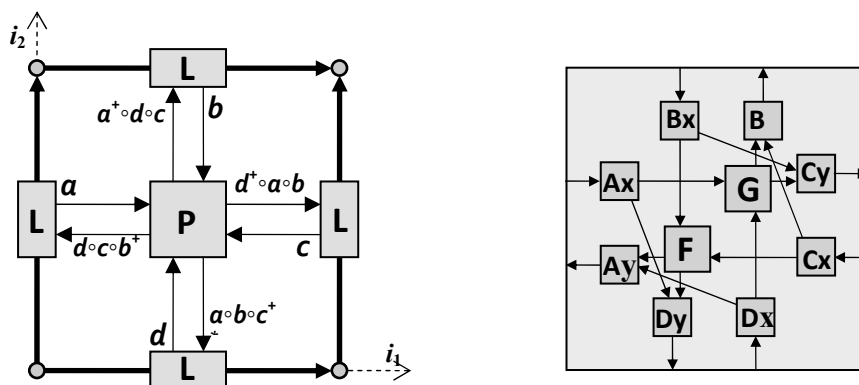 i₂
L
a⁺∘d∘c
b
Bx
B
a
d⁺∘a∘b
Ax
G
Cy
L
P
L
d∘c∘b⁺
c
F
Ay
Cx
a∘b∘c⁺
d
Dy
Dx
L
i₁